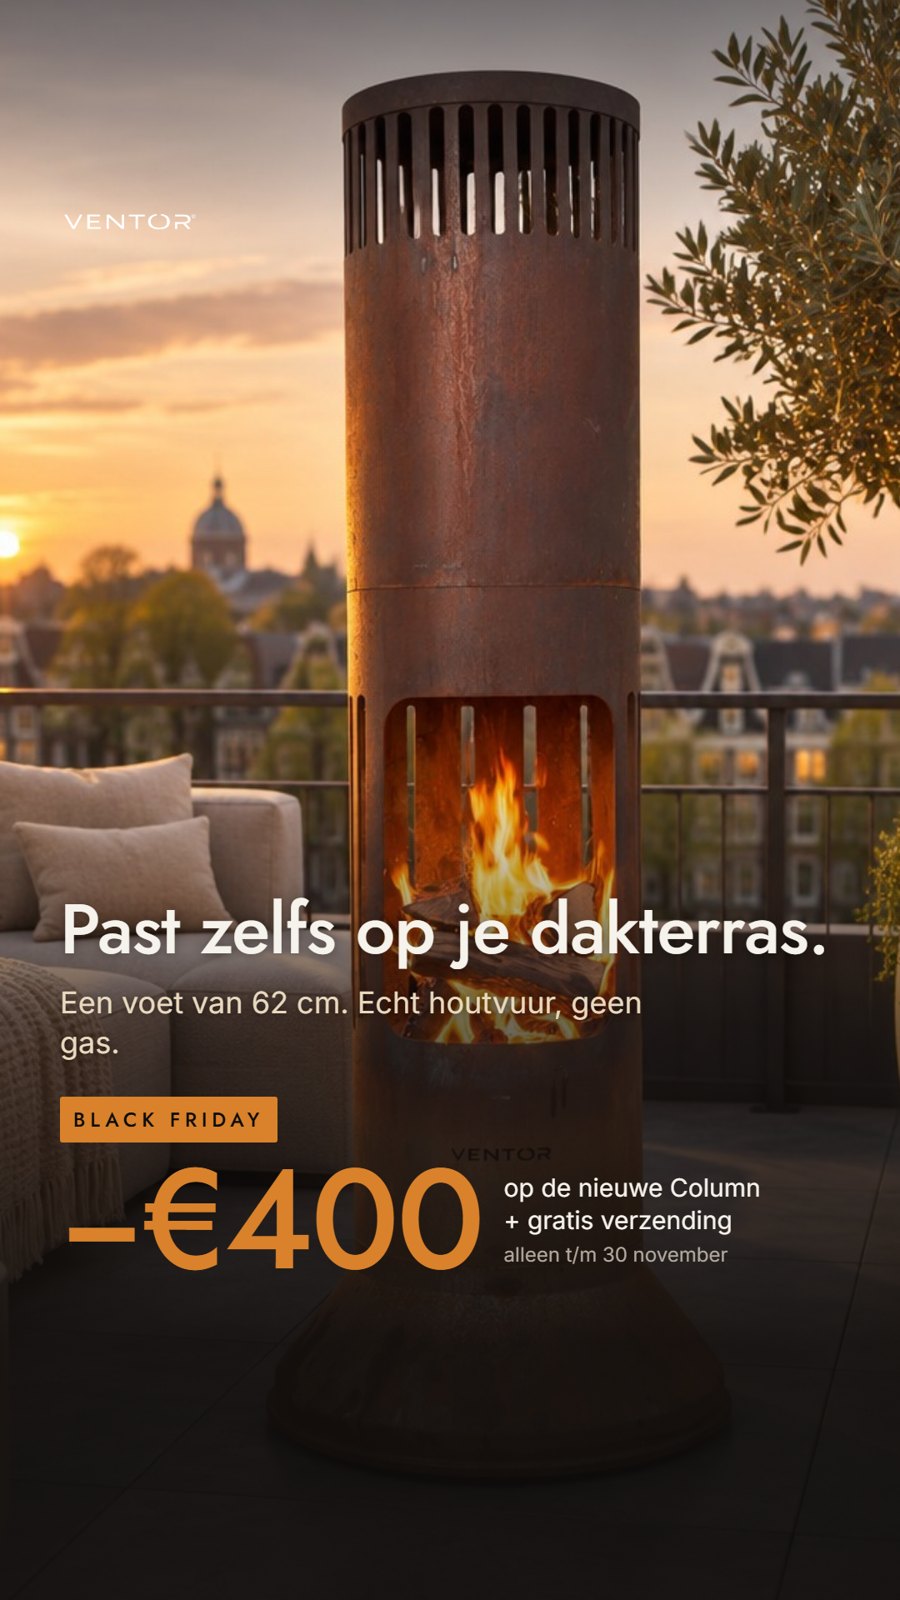 VENTOR®
Past zelfs op je dakterras.
Een voet van 62 cm. Echt houtvuur, geen
gas.
BLACK FRIDAY
VENTOR
–€400
op de nieuwe Column
+ gratis verzending
alleen t/m 30 november